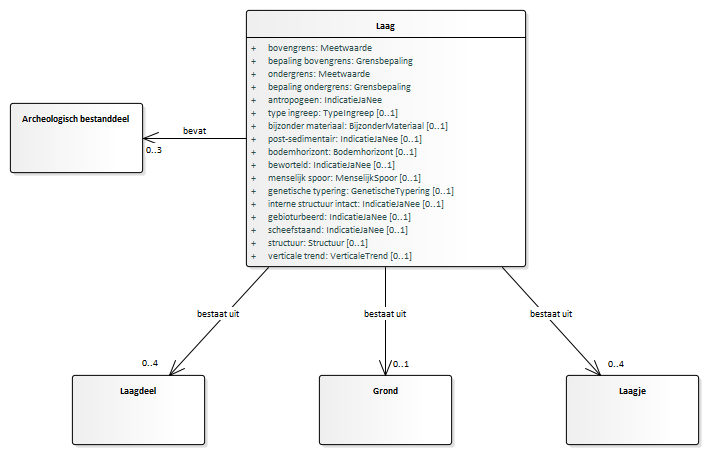 Laag
+ bovengrens: Meetwaarde
+ bepaling bovengrens: Grensbepaling
+ ondergrens: Meetwaarde
+ bepaling ondergrens: Grensbepaling
+ antropogeen: IndicatieJaNee
+ type ingreep: TypeIngreep [0..1]
+ bijzonder materiaal: BijzonderMateriaal [0..1]
+ post-sedimentair: IndicatieJaNee [0..1]
+ bodemhorizont: Bodemhorizont [0..1]
+ beworteld: IndicatieJaNee [0..1]
+ menselijk spoor: MenselijkSpoor [0..1]
+ genetische typering: GenetischeTypering [0..1]
+ interne structuur intact: IndicatieJaNee [0..1]
+ gebioturbeerd: IndicatieJaNee [0..1]
+ scheefstaand: IndicatieJaNee [0..1]
+ structuur: Structuur [0..1]
+ verticale trend: VerticaleTrend [0..1]
Archeologisch bestanddeel
bevat
0..3
bestaat uit
bestaat uit
bestaat uit
0..4
0..1
0..4
Laagdeel
Grond
Laagje